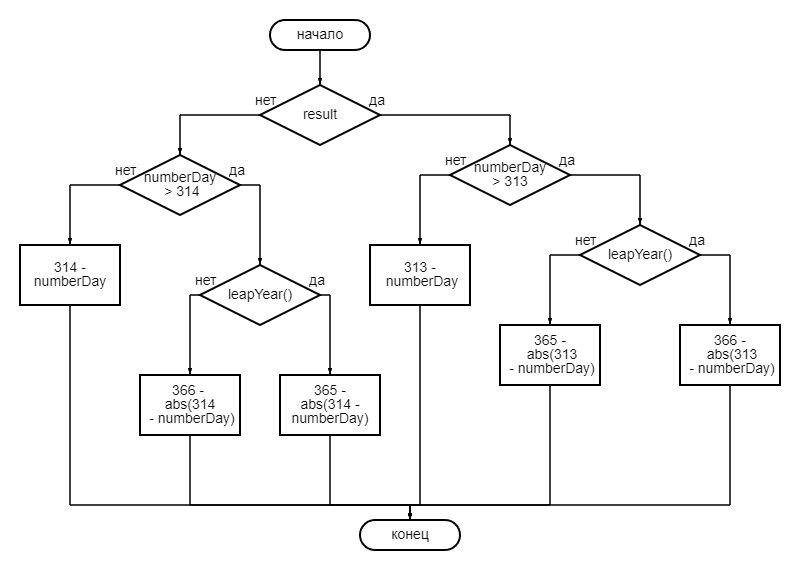 начало
result
нет
да
numberDay
> 314
нет
да
numberDay
> 313
нет
да
314 -
numberDay
leapYear()
нет
да
313 -
numberDay
leapYear()
нет
да
366 -
abs(314
- numberDay)
365 -
abs(314 -
numberDay)
365 -
abs(313
- numberDay)
366 -
abs(313
- numberDay)
конец